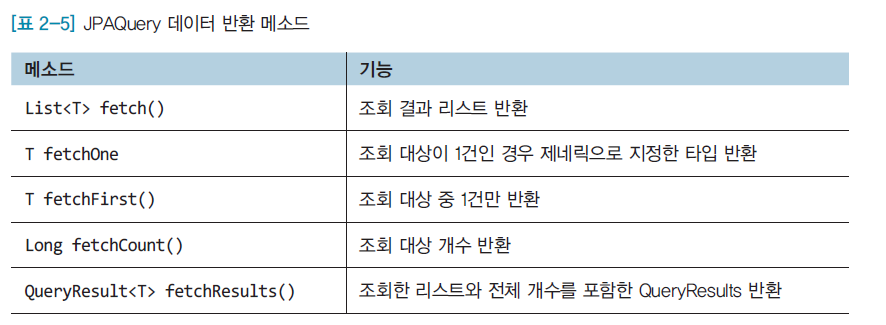 [표 2-5] JPAQuery 데이터 반환 메소드
메소드 기능
List<T> fetch() 조회 결과 리스트 반환
T fetchOne 조회 대상이 1건인 경우 제네릭으로 지정한 타입 반환
T fetchFirst() 조회 대상 중 1건만 반환
Long fetchCount() 조회 대상 개수 반환
QueryResult<T> fetchResults() 조회한 리스트와 전체 개수를 포함한 QueryResults 반환